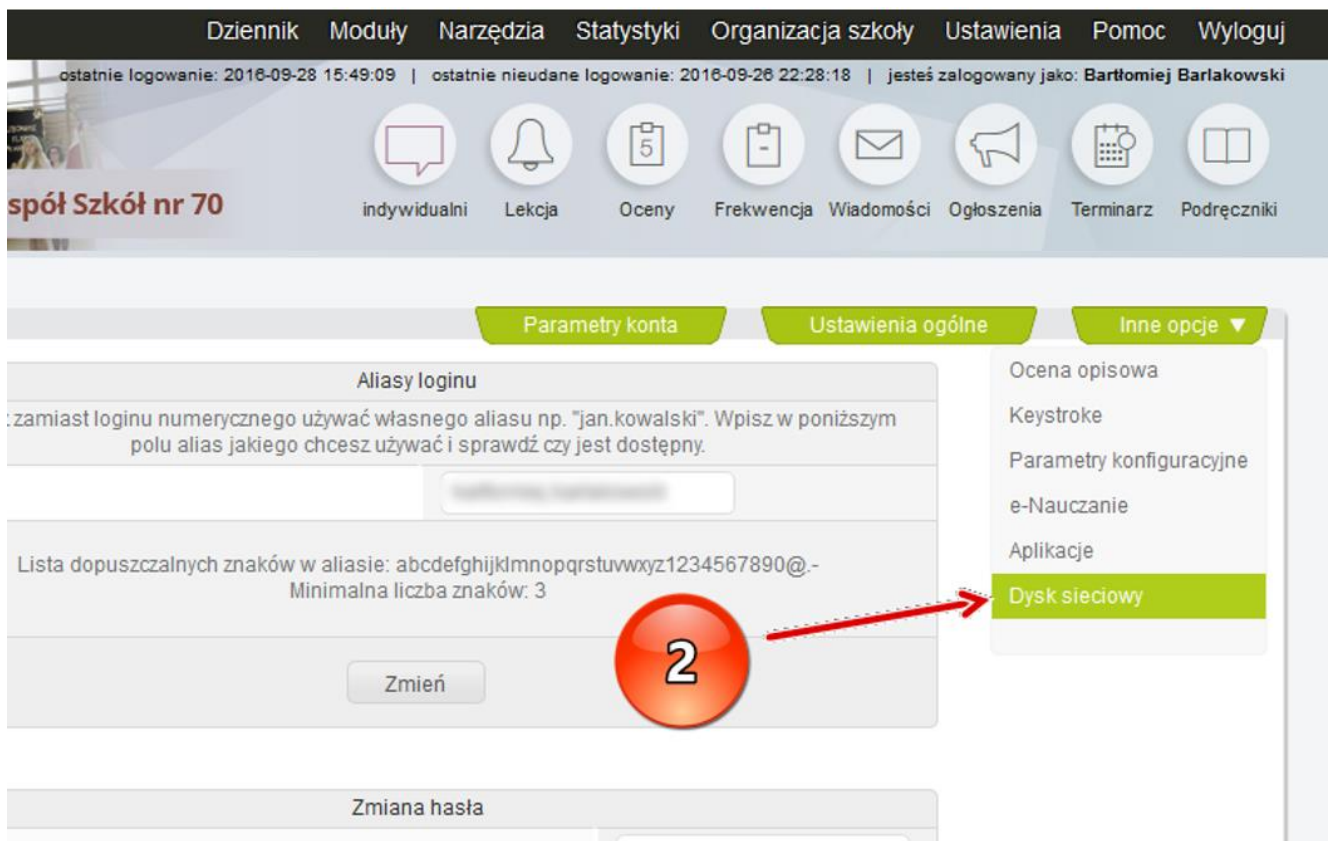 Dziennik Moduły Narzędzia Statystyki Organizacja szkoły Ustawienia Pomoc Wyloguj
ostatnie logowanie: 2016-09-28 15:49:09 | ostatnie nieudane logowanie: 2016-09-26 22:28:18 | jesteś zalogowany jako: Bartłomiej Barlakowski
5
spół Szkół nr 70
indywidualni Lekcja Oceny Frekwencja Wiadomości Ogłoszenia Terminarz Podręczniki
Parametry konta Ustawienia ogólne Inne opcje ▼
Aliasy loginu
zamiast loginu numerycznego używać własnego aliasu np. "jan.kowalski". Wpisz w poniższym
polu alias jakiego chcesz używać i sprawdź czy jest dostępny.
Lista dopuszczalnych znaków w aliasie: abcdefghijklmnopqrstuvwxyz1234567890@.-
Minimalna liczba znaków: 3
Zmień
Zmiana hasła
Ocena opisowa
Keystroke
Parametry konfiguracyjne
e-Nauczanie
Aplikacje
Dysk sieciowy
2